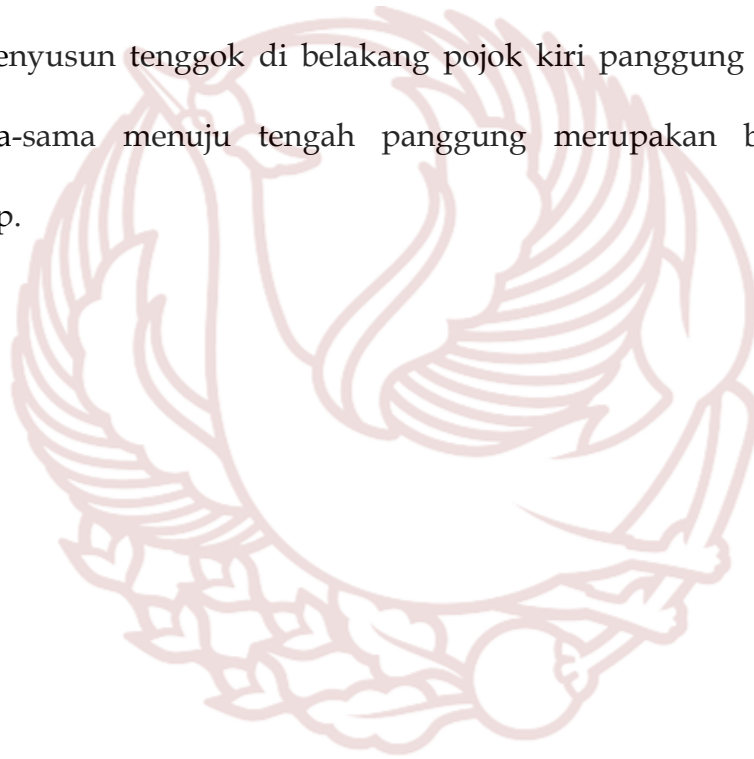 enyusun tenggok di belakang pojok kiri panggung
a-sama menuju tengah panggung merupakan b
p.